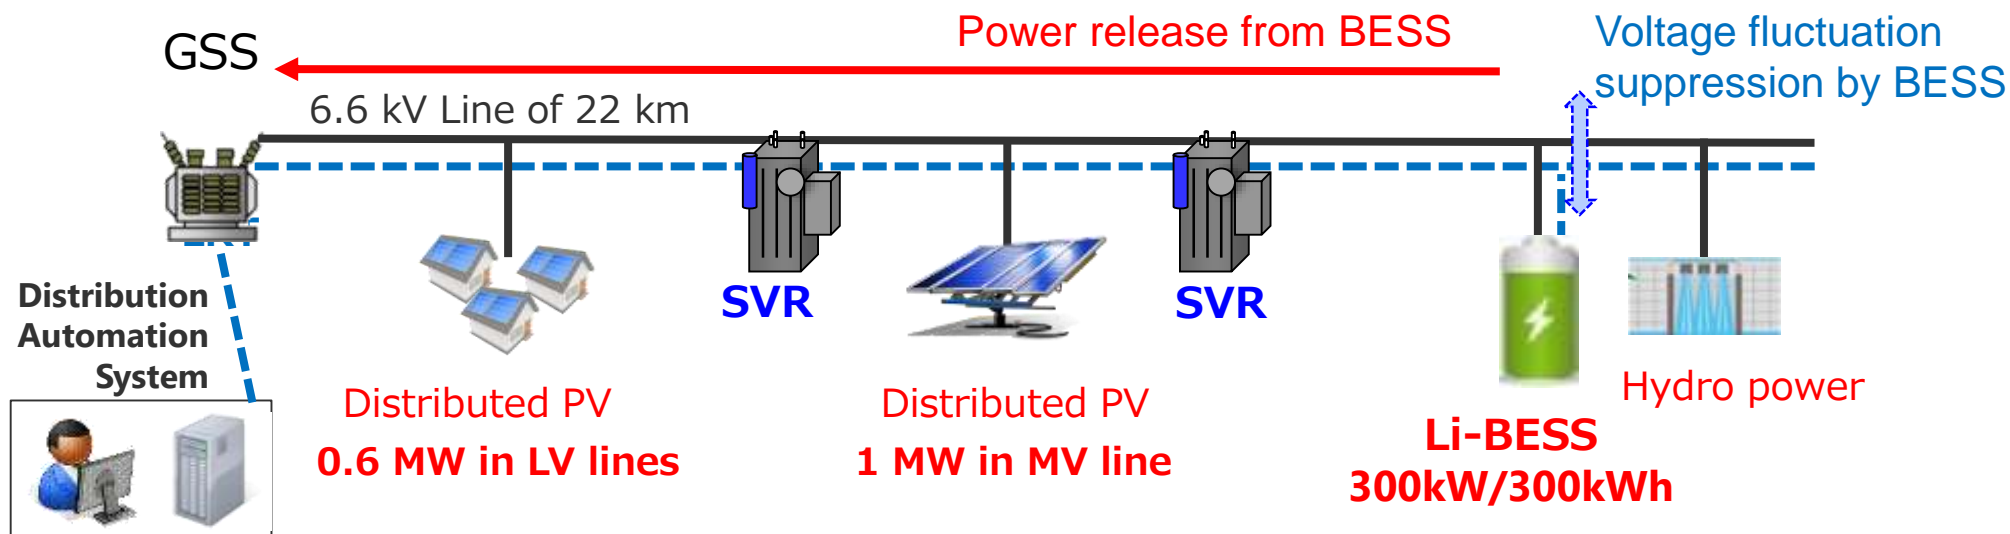 GSS
Power release from BESS
Voltage fluctuation
suppression by BESS
6.6 kV Line of 22 km
Distribution
Automation
System
SVR
SVR
Distributed PV
0.6 MW in LV lines
Distributed PV
1 MW in MV line
Li-BESS
300kW/300kWh
Hydro power